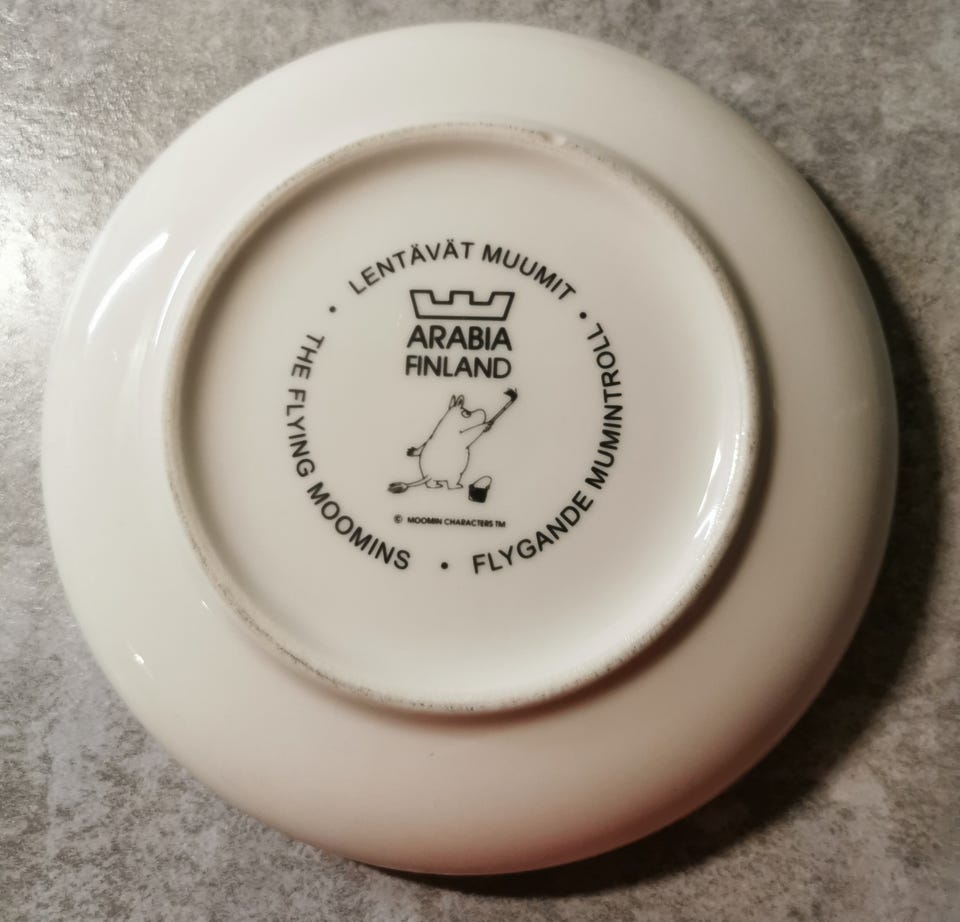 LENTÄVÄT MUUMIT •
FLYGANDE MUMINTROLL •
THE FLYING MOOMINS •
ARABIA
FINLAND
© MOOMIN CHARACTERS TM